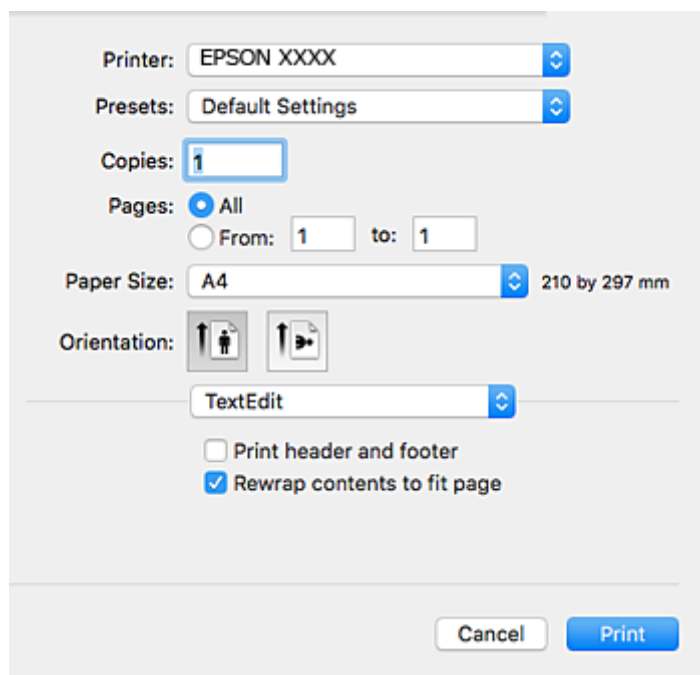 Printer: EPSON XXXX
Presets: Default Settings
Copies: 1
Pages: All
From: 1 to: 1
Paper Size: A4 210 by 297 mm
Orientation:
TextEdit
Print header and footer
Rewrap contents to fit page
Cancel Print